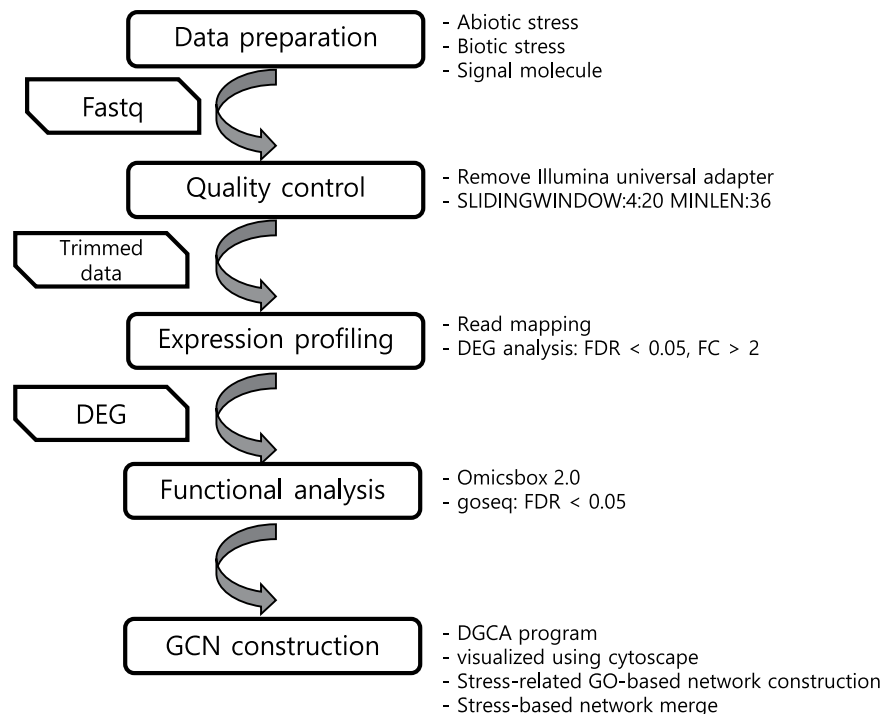 Data preparation
- Abiotic stress
- Biotic stress
- Signal molecule
Fastq
Quality control
- Remove Illumina universal adapter
- SLIDINGWINDOW:4:20 MINLEN:36
Trimmed
data
Expression profiling
- Read mapping
- DEG analysis: FDR < 0.05, FC > 2
DEG
Functional analysis
- Omicsbox 2.0
- goseq: FDR < 0.05
GCN construction
- DGCA program
- visualized using cytoscape
- Stress-related GO-based network construction
- Stress-based network merge